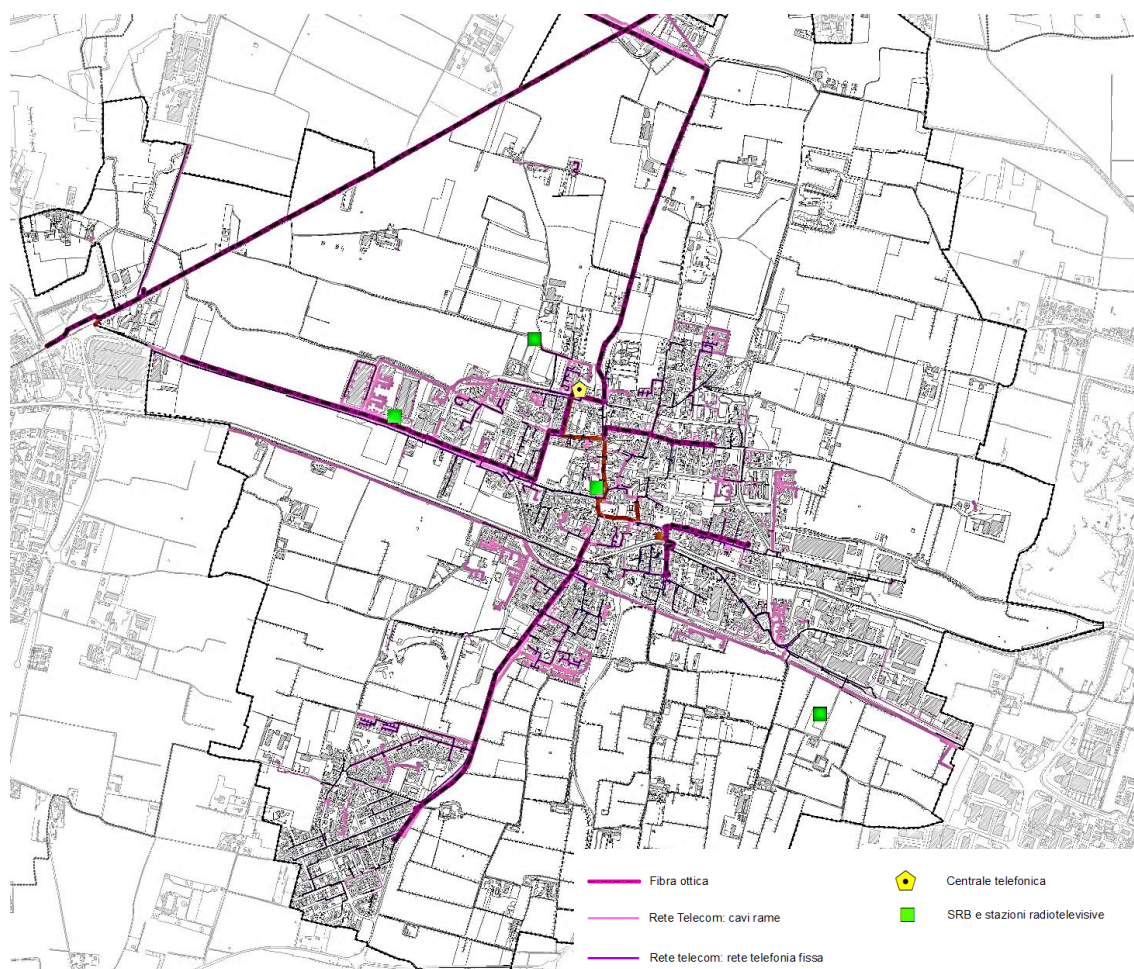 Fibra ottica
Centrale telefonica
Rete Telecom: cavi rame
SRB e stazioni radiotelevisive
Rete telecom: rete telefonia fissa